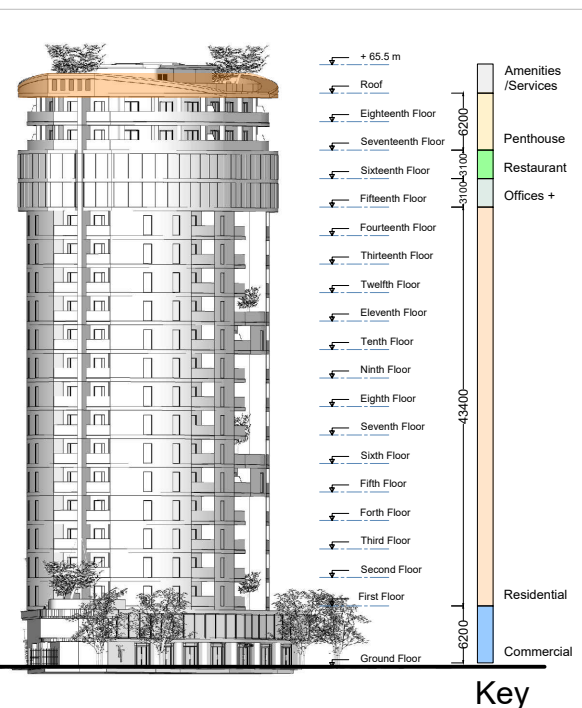 + 65.5 m
Roof
Eighteenth Floor
Seventeenth Floor
Sixteenth Floor
Fifteenth Floor
Fourteenth Floor
Thirteenth Floor
Twelfth Floor
Eleventh Floor
Tenth Floor
Ninth Floor
Eighth Floor
Seventh Floor
Sixth Floor
Fifth Floor
Forth Floor
Third Floor
Second Floor
First Floor
Ground Floor
6200
3100
3100
43400
6200
Amenities
/Services
Penthouse
Restaurant
Offices +
Residential
Commercial
Key